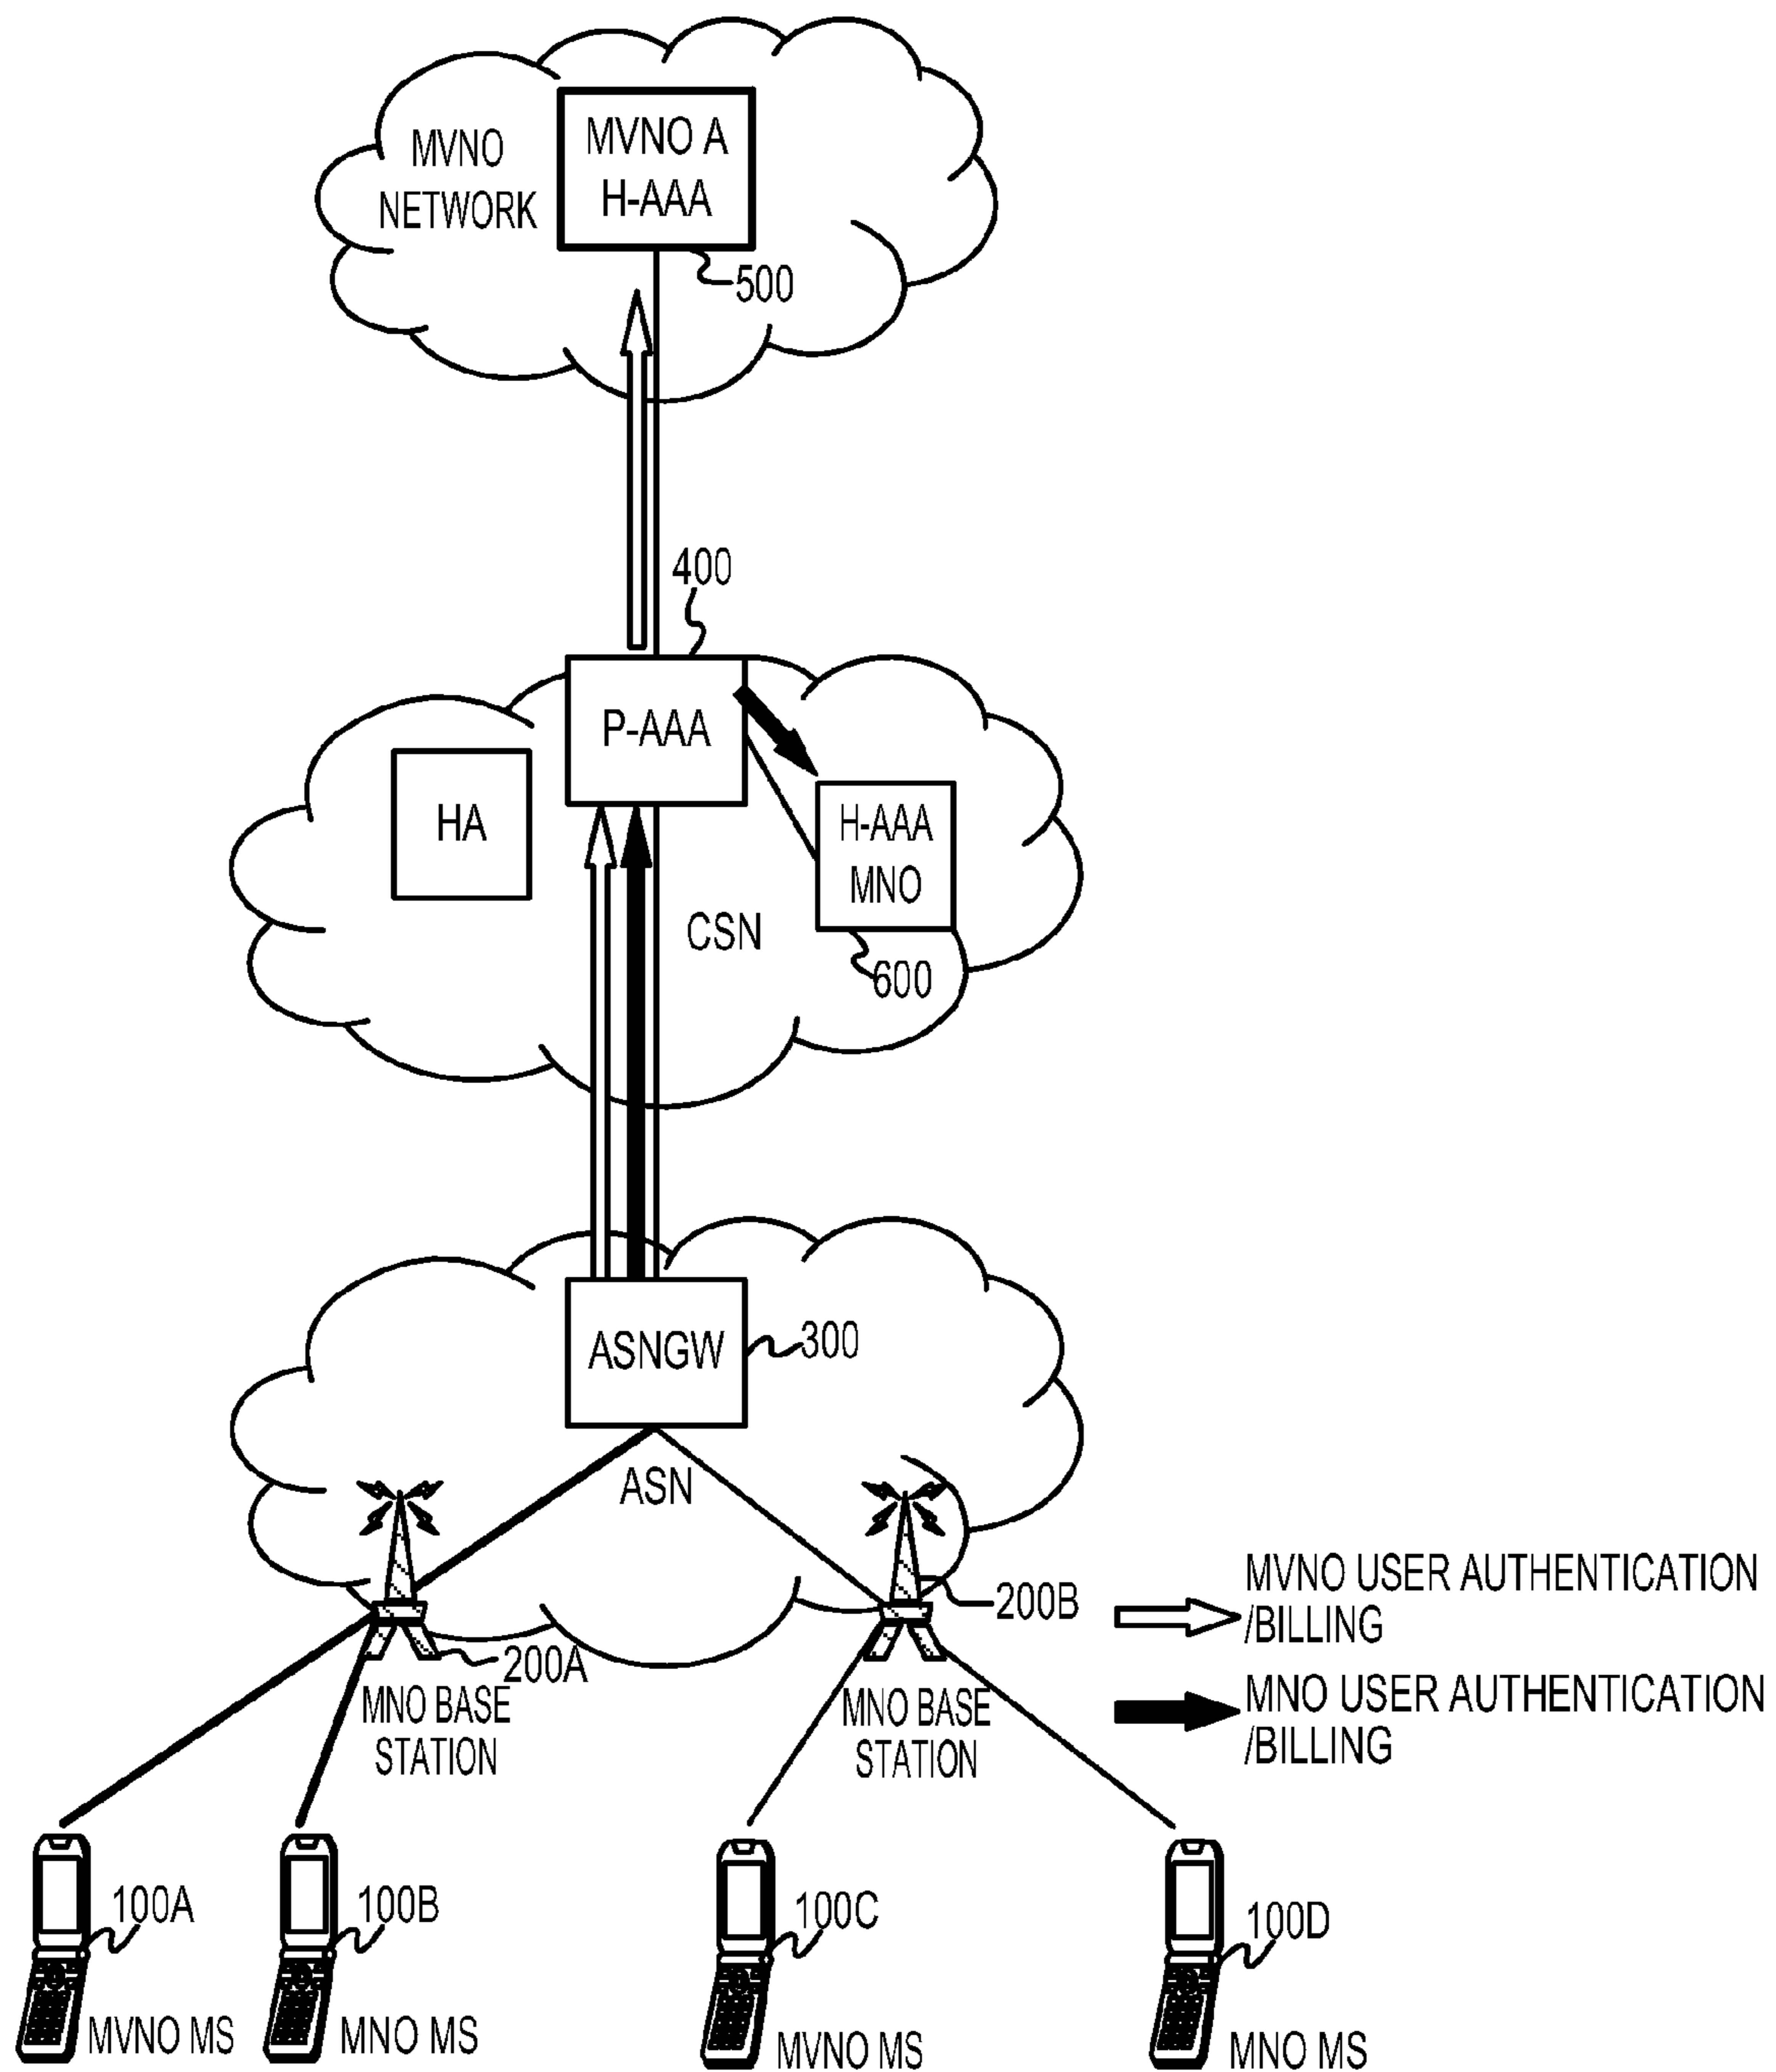 MVNO
NETWORK
MVNO A
H-AAA
500
400
P-AAA
HA
H-AAA
MNO
CSN
600
ASNGW
300
ASN
200B
200A
MNO BASE
STATION
MNO BASE
STATION
MVNO USER AUTHENTICATION
/BILLING
MNO USER AUTHENTICATION
/BILLING
100A
100B
100C
100D
MVNO MS
MNO MS
MVNO MS
MNO MS